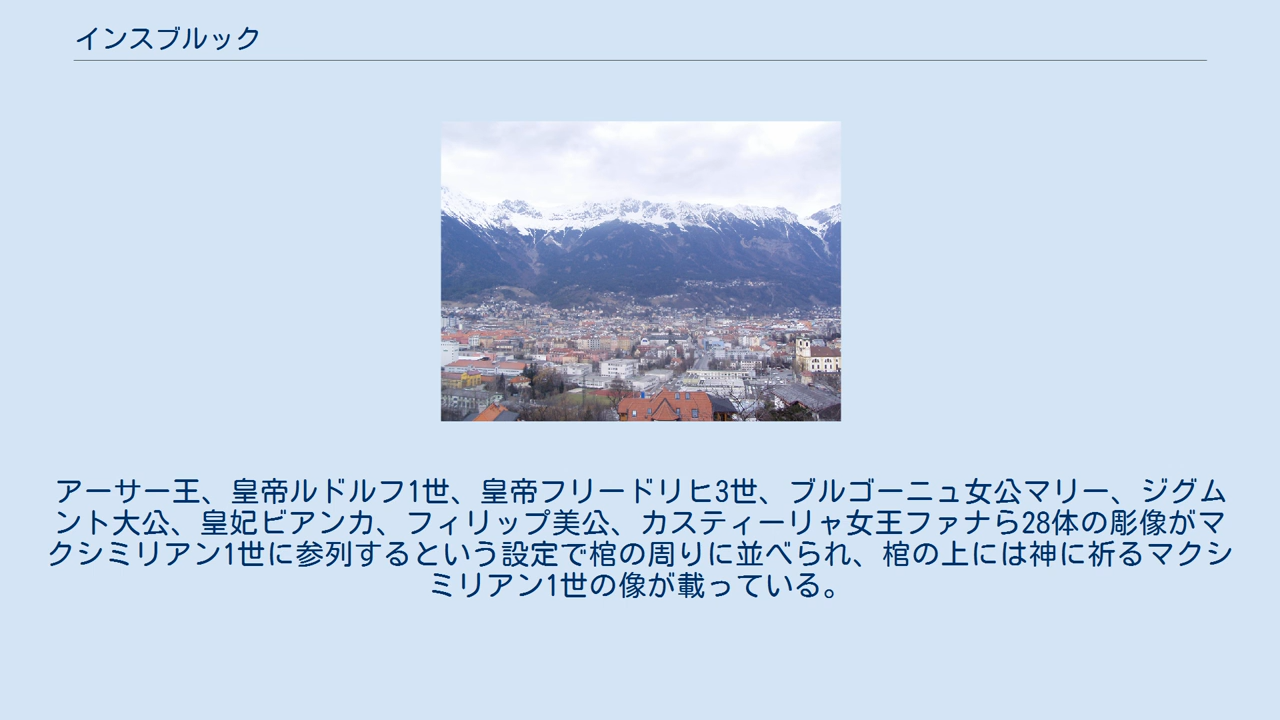 インスブルック
アーサー王、皇帝ルドルフ1世、皇帝フリードリヒ3世、ブルゴーニュ女公マリー、ジグム
ント大公、皇妃ビアンカ、フィリップ美公、カスティーリャ女王ファナら28体の彫像がマ
クシミリアン1世に参列するという設定で棺の周りに並べられ、棺の上には神に祈るマクシ
ミリアン1世の像が載っている。